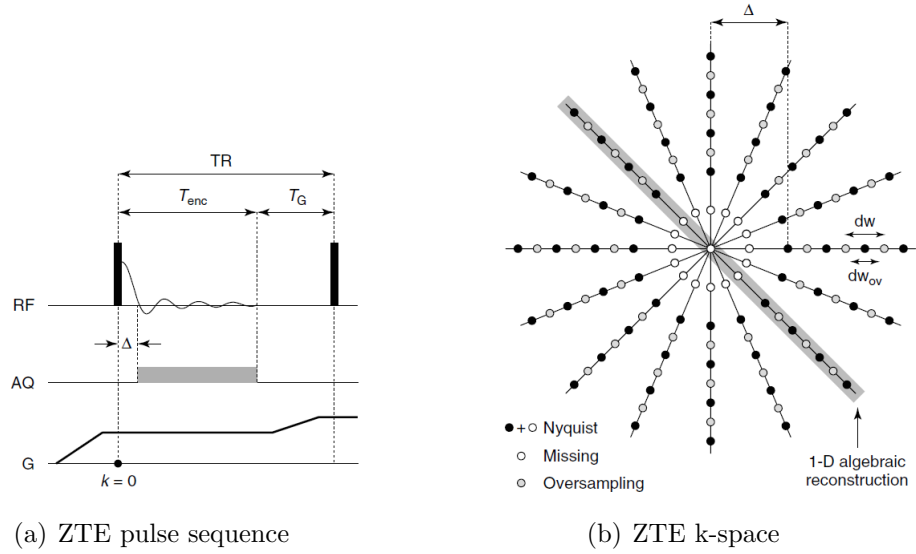 TR
T_enc
T_G
RF
Δ
AQ
G
k = 0
(a) ZTE pulse sequence
Δ
dw
dw_ov
●+○ Nyquist
○ Missing
Oversampling
1-D algebraic
reconstruction
(b) ZTE k-space